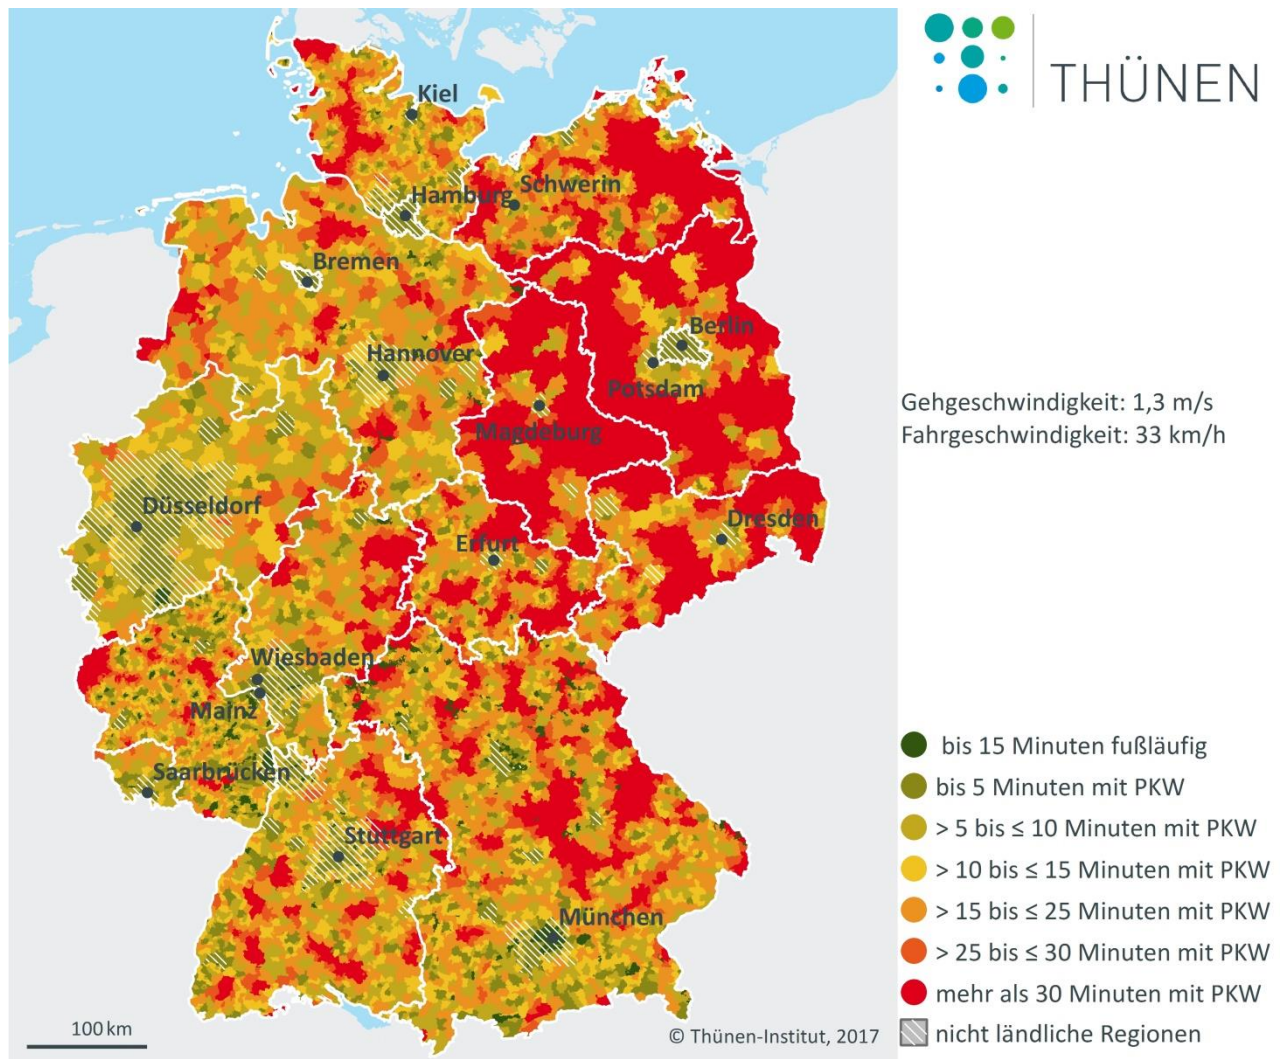 THÜNEN
Kiel
Hamburg
Schwerin
Bremen
Berlin
Hannover
Potsdam
Magdeburg
Düsseldorf
Dresden
Erfurt
Wiesbaden
Mainz
Saarbrücken
Stuttgart
München
Gehgeschwindigkeit: 1,3 m/s
Fahrgeschwindigkeit: 33 km/h
bis 15 Minuten fußläufig
bis 5 Minuten mit PKW
> 5 bis ≤ 10 Minuten mit PKW
> 10 bis ≤ 15 Minuten mit PKW
> 15 bis ≤ 25 Minuten mit PKW
> 25 bis ≤ 30 Minuten mit PKW
mehr als 30 Minuten mit PKW
nicht ländliche Regionen
100 km
© Thünen-Institut, 2017